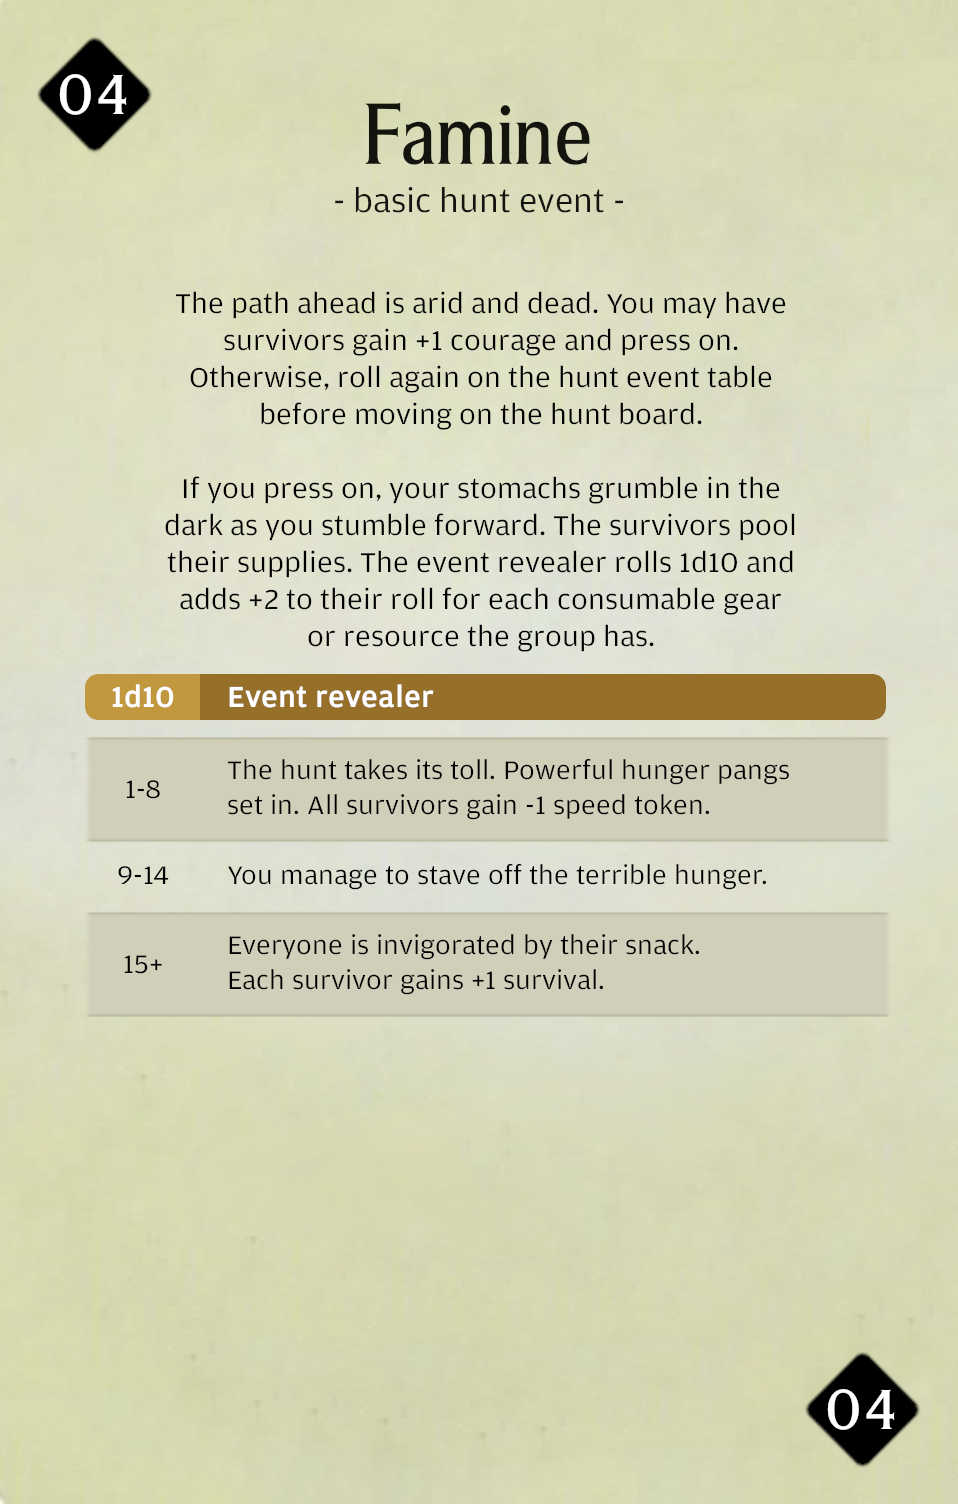 04
Famine
- basic hunt event -
The path ahead is arid and dead. You may have
survivors gain +1 courage and press on.
Otherwise, roll again on the hunt event table
before moving on the hunt board.
If you press on, your stomachs grumble in the
dark as you stumble forward. The survivors pool
their supplies. The event revealer rolls 1d10 and
adds +2 to their roll for each consumable gear
or resource the group has.
1d10 Event revealer
The hunt takes its toll. Powerful hunger pangs
1-8
set in. All survivors gain -1 speed token.
9-14 You manage to stave off the terrible hunger.
Everyone is invigorated by their snack.
15+
Each survivor gains +1 survival.
04